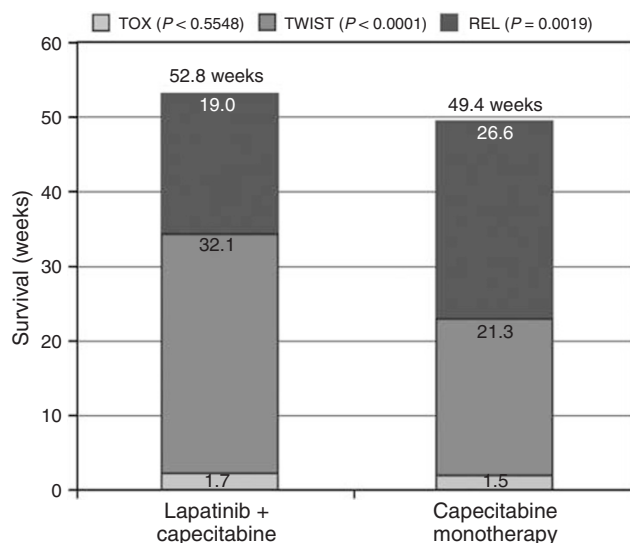 TOX (P < 0.5548) TWIST (P < 0.0001) REL (P = 0.0019)
60
50
40
30
20
10
0
Survival (weeks)
52.8 weeks
19.0
32.1
1.7
49.4 weeks
26.6
21.3
1.5
Lapatinib +
capecitabine
Capecitabine
monotherapy